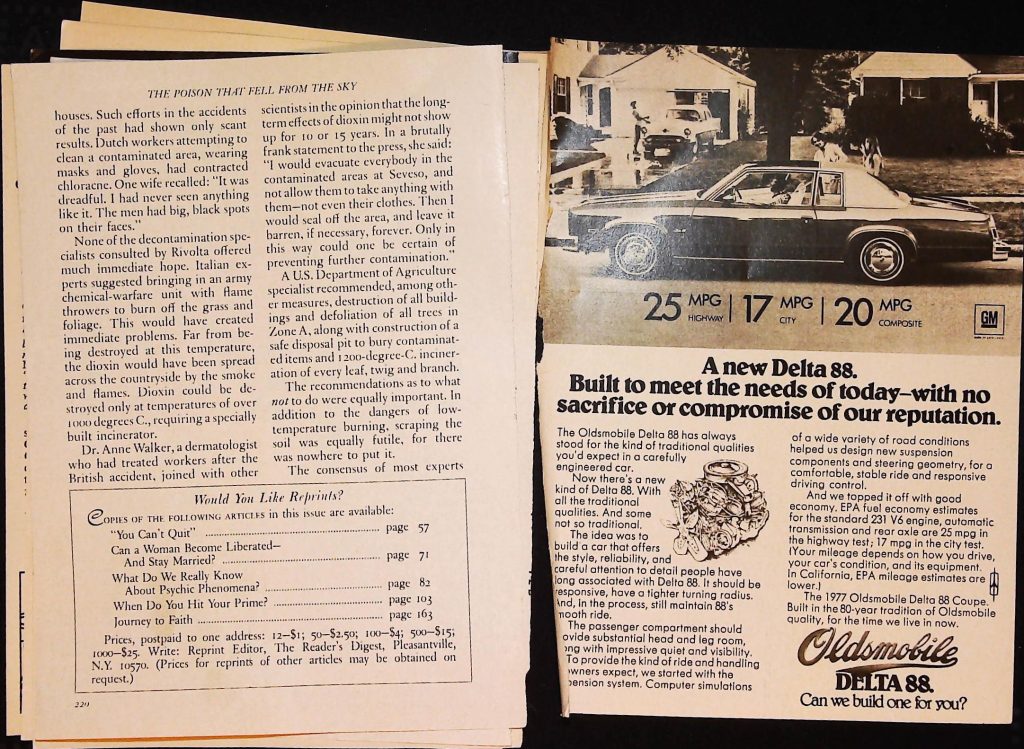 THE POISON THAT FELL FROM THE SKY
houses. Such efforts in the accidents
of the past had shown only scant
results. Dutch workers attempting to
clean a contaminated area, wearing
masks and gloves, had contracted
chloracne. One wife recalled: "It was
dreadful. I had never seen anything
like it. The men had big, black spots
on their faces."
None of the decontamination spe-
cialists consulted by Rivolta offered
much immediate hope. Italian ex-
perts suggested bringing in an army
chemical-warfare unit with flame
throwers to burn off the grass and
foliage. This would have created
immediate problems. Far from be-
ing destroyed at this temperature,
the dioxin would have been spread
across the countryside by the smoke
and flames. Dioxin could be de-
stroyed only at temperatures of over
1000 degrees C., requiring a specially
built incinerator.
Dr. Anne Walker, a dermatologist
who had treated workers after the
British accident, joined with other
scientists in the opinion that the long-
term effects of dioxin might not show
up for 10 or 15 years. In a brutally
frank statement to the press, she said:
"I would evacuate everybody in the
contaminated areas at Seveso, and
not allow them to take anything with
them—not even their clothes. Then I
would seal off the area, and leave it
barren, if necessary, forever. Only in
this way could one be certain of
preventing further contamination."
A U.S. Department of Agriculture
specialist recommended, among oth-
er measures, destruction of all build-
ings and defoliation of all trees in
Zone A, along with construction of a
safe disposal pit to bury contaminat-
ed items and 1200-degree-C. inciner-
ation of every leaf, twig and branch.
The recommendations as to what
not to do were equally important. In
addition to the dangers of low-
temperature burning, scraping the
soil was equally futile, for there
was nowhere to put it.
The consensus of most experts
Would You Like Reprints?
COPIES OF THE FOLLOWING ARTICLES in this issue are available:
"You Can't Quit" ........ page 57
Can a Woman Become Liberated—
And Stay Married? ........ page 71
What Do We Really Know
About Psychic Phenomena? ........ page 82
When Do You Hit Your Prime? ........ page 103
Journey to Faith ........ page 163
Prices, postpaid to one address: 12—$1; 50—$2.50; 100—$4; 500—$15;
1000—$25. Write: Reprint Editor, The Reader's Digest, Pleasantville,
N.Y. 10570. (Prices for reprints of other articles may be obtained on
request.)
220
25 MPG HIGHWAY | 17 MPG CITY | 20 MPG COMPOSITE
GM
A new Delta 88.
Built to meet the needs of today—with no
sacrifice or compromise of our reputation.
The Oldsmobile Delta 88 has always
stood for the kind of traditional qualities
you'd expect in a carefully
engineered car.
Now there's a new
kind of Delta 88. With
all the traditional
qualities. And some
not so traditional.
The idea was to
build a car that offers
the style, reliability, and
careful attention to detail people have
long associated with Delta 88. It should be
responsive, have a tighter turning radius.
And, in the process, still maintain 88's
mooth ride.
The passenger compartment should
ovide substantial head and leg room,
ong with impressive quiet and visibility.
To provide the kind of ride and handling
wners expect, we started with the
pension system. Computer simulations
of a wide variety of road conditions
helped us design new suspension
components and steering geometry, for a
comfortable, stable ride and responsive
driving control.
And we topped it off with good
economy. EPA fuel economy estimates
for the standard 231 V6 engine, automatic
transmission and rear axle are 25 mpg in
the highway test; 17 mpg in the city test.
(Your mileage depends on how you drive,
your car's condition, and its equipment.
In California, EPA mileage estimates are
lower.)
The 1977 Oldsmobile Delta 88 Coupe.
Built in the 80-year tradition of Oldsmobile
quality, for the time we live in now.
Oldsmobile
DELTA 88.
Can we build one for you?